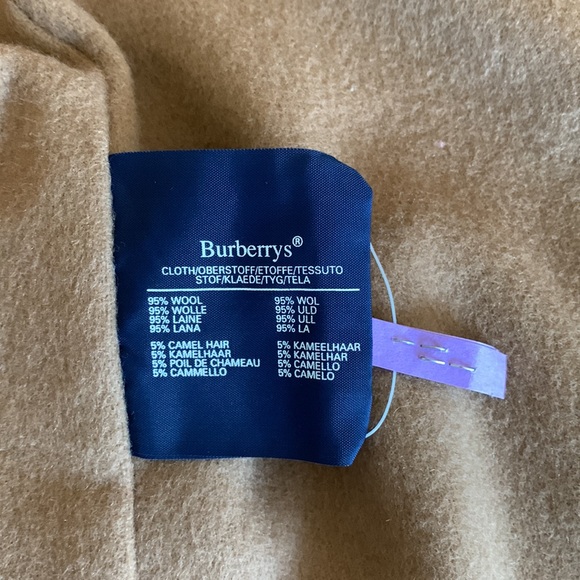 Burberrys®
CLOTH/OBERSTOFF/ETOFFE/TESSUTO
STOF/KLAEDE/TYG/TELA
95% WOOL
95% WOLLE
95% LAINE
95% LANA
5% CAMEL HAIR
5% KAMELHAAR
5% POIL DE CHAMEAU
5% CAMMELLO
95% WOL
95% ULD
95% ULL
95% LA
5% KAMEELHAAR
5% KAMELHAR
5% CAMELLO
5% CAMELO